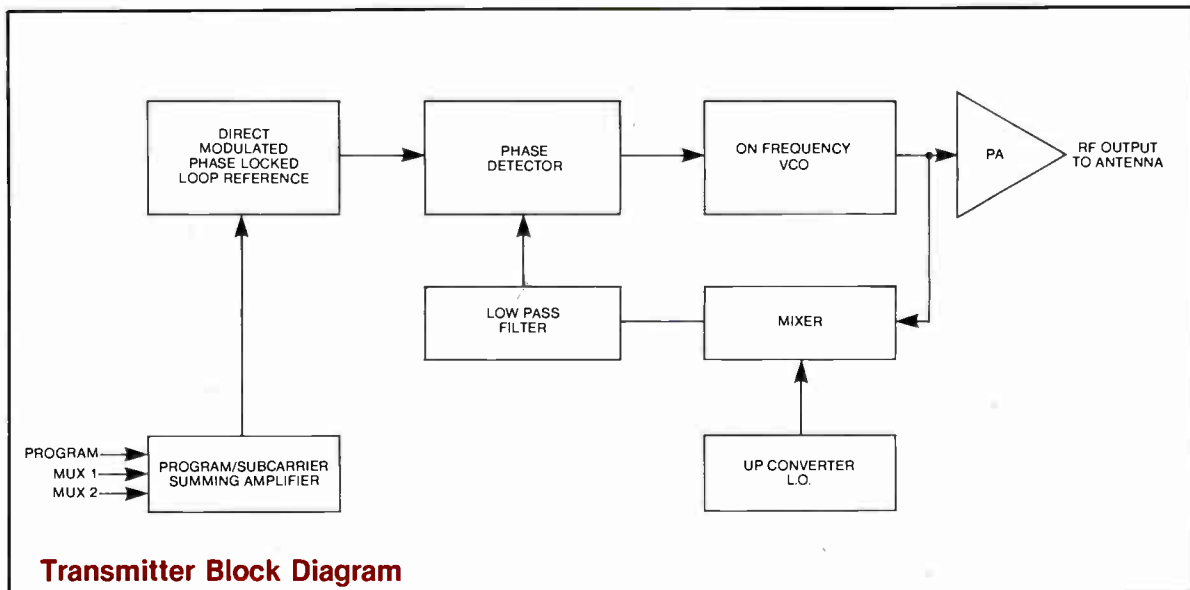 DIRECT
MODULATED
PHASE LOCKED
LOOP REFERENCE
PHASE
DETECTOR
ON FREQUENCY
VCO
PA
RF OUTPUT
TO ANTENNA
LOW PASS
FILTER
MIXER
PROGRAM
MUX 1
MUX 2
PROGRAM/SUBCARRIER
SUMMING AMPLIFIER
UP CONVERTER
L.O.
Transmitter Block Diagram